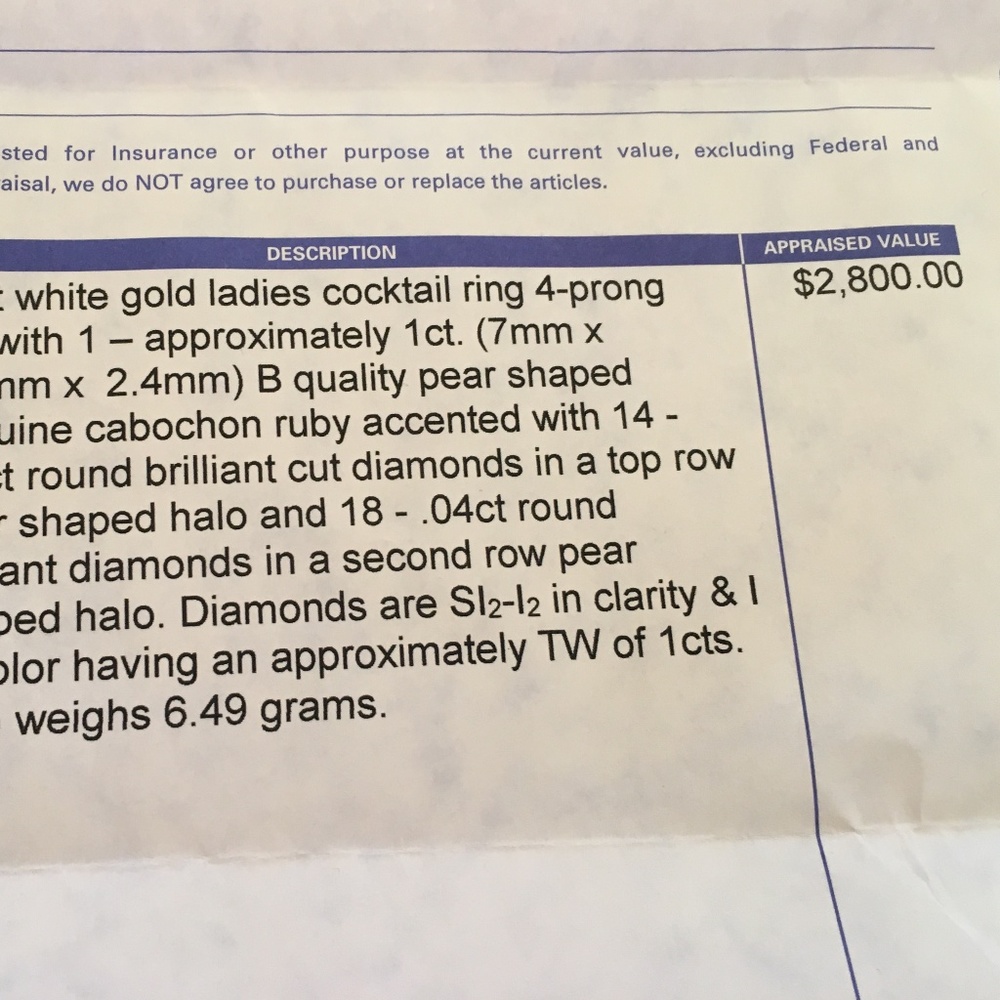 sted for Insurance or other purpose at the current value, excluding Federal and
aisal, we do NOT agree to purchase or replace the articles.
DESCRIPTION
APPRAISED VALUE
white gold ladies cocktail ring 4-prong
$2,800.00
with 1 – approximately 1ct. (7mm x
mm x 2.4mm) B quality pear shaped
uine cabochon ruby accented with 14 -
ct round brilliant cut diamonds in a top row
r shaped halo and 18 - .04ct round
ant diamonds in a second row pear
ped halo. Diamonds are SI₂-I₂ in clarity & I
olor having an approximately TW of 1cts.
weighs 6.49 grams.